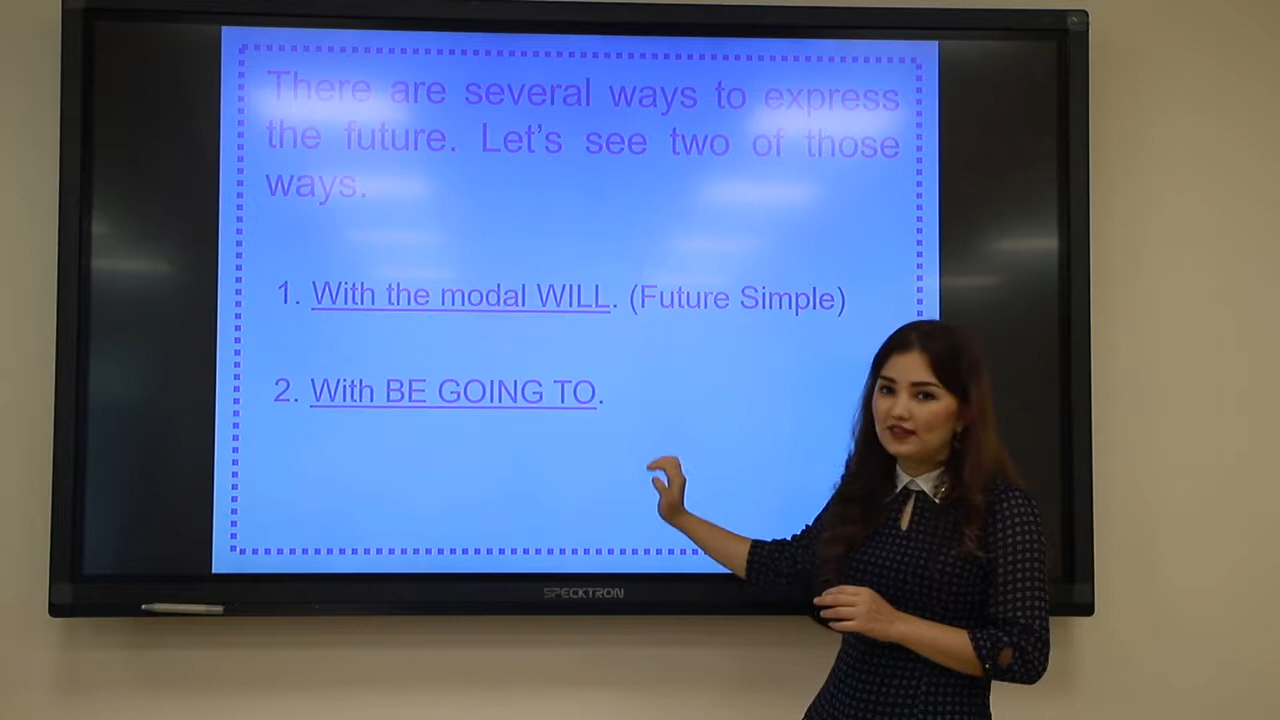 There are several ways to express
the future. Let's see two of those
ways.
1. With the modal WILL. (Future Simple)
2. With BE GOING TO.
SPECKTRON